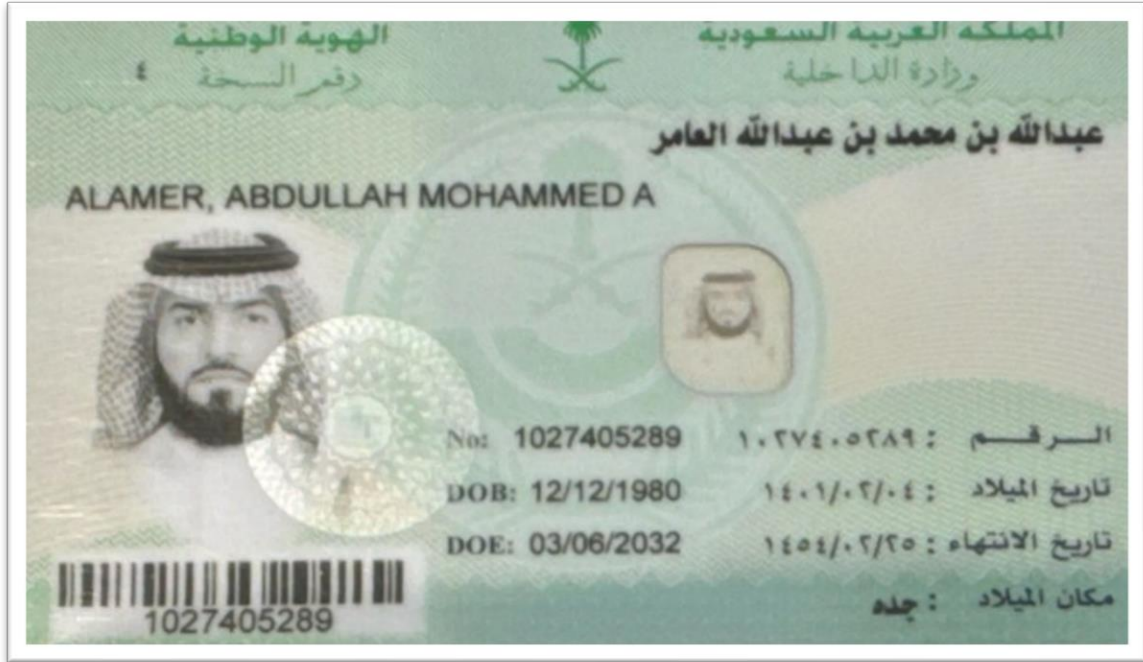 المملكة العربية السعودية
الهوية الوطنية
وزارة الداخلية
رقم النسخة ٤
عبدالله بن محمد بن عبدالله العامر
ALAMER, ABDULLAH MOHAMMED A
الرقم : ١٠٢٧٤٠٥٢٨٩ No: 1027405289
تاريخ الميلاد : ١٤٠١/٠٢/٠٤ DOB: 12/12/1980
تاريخ الانتهاء : ١٤٥٤/٠٢/٢٥ DOE: 03/06/2032
مكان الميلاد : جده
1027405289